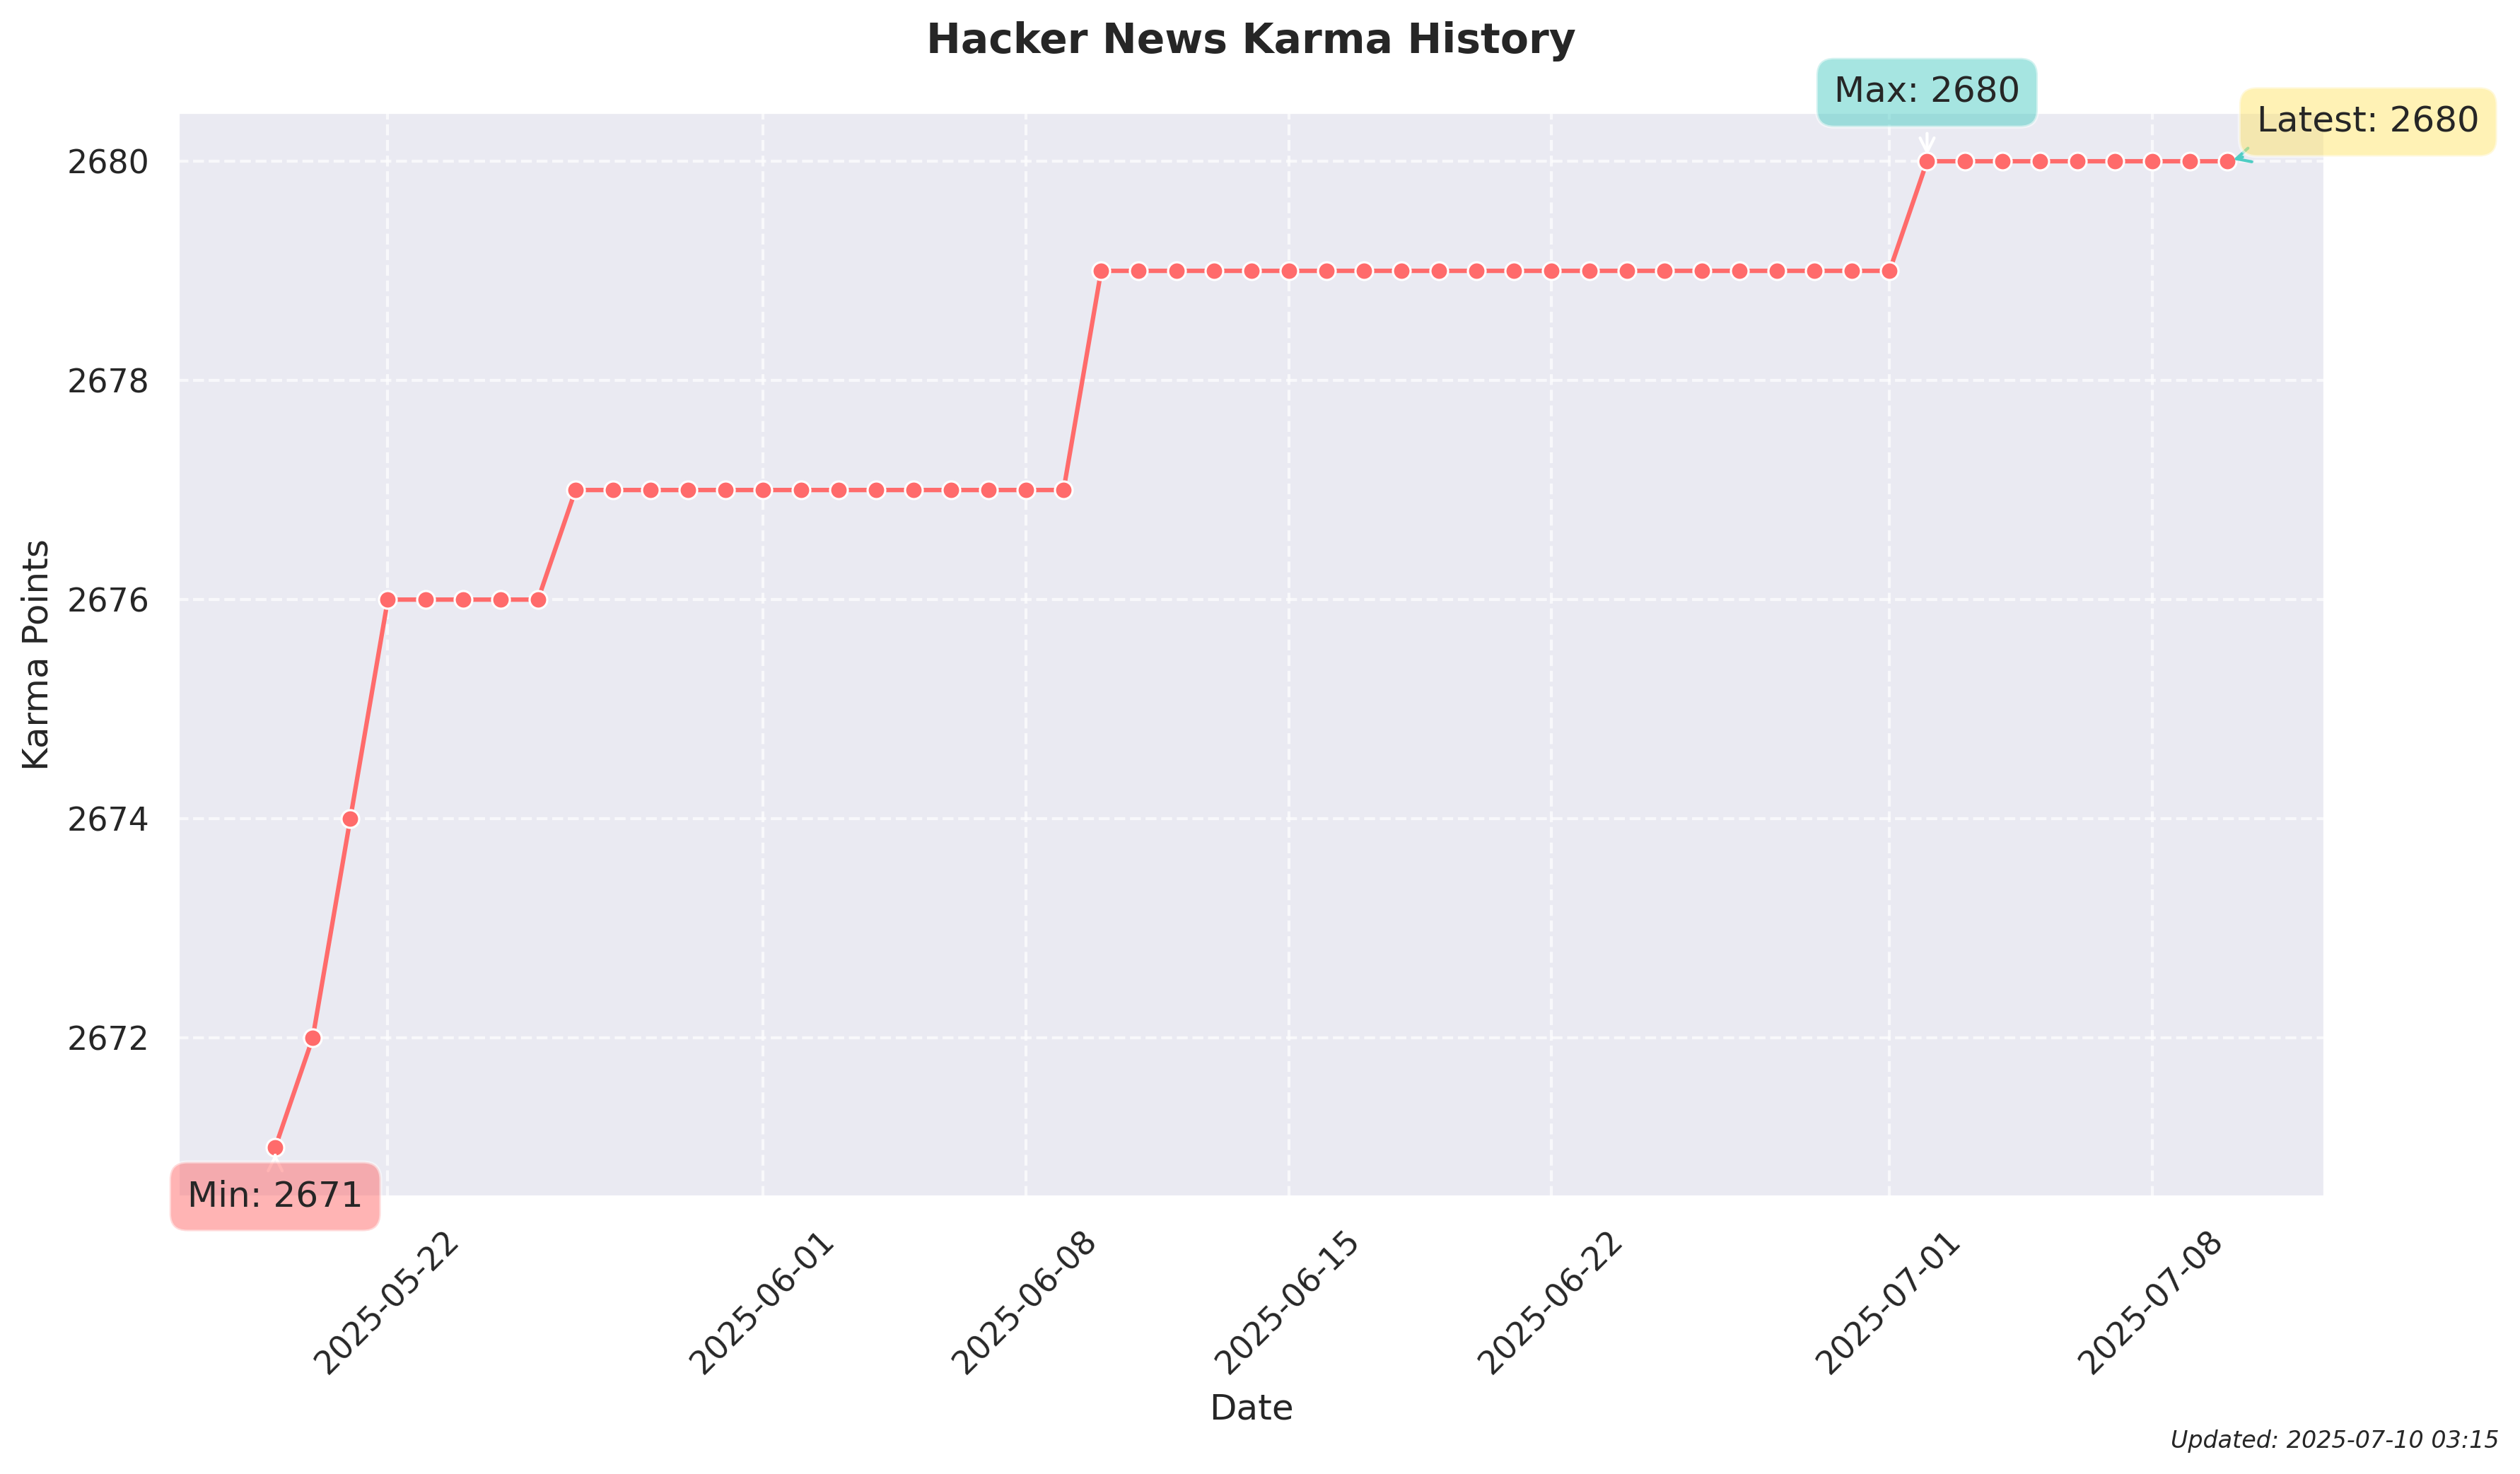 Hacker News Karma History
Max: 2680
Latest: 2680
2680
2678
2676
2674
2672
Karma Points
Min: 2671
2025-05-22
2025-06-01
2025-06-08
2025-06-15
2025-06-22
2025-07-01
2025-07-08
Date
Updated: 2025-07-10 03:15